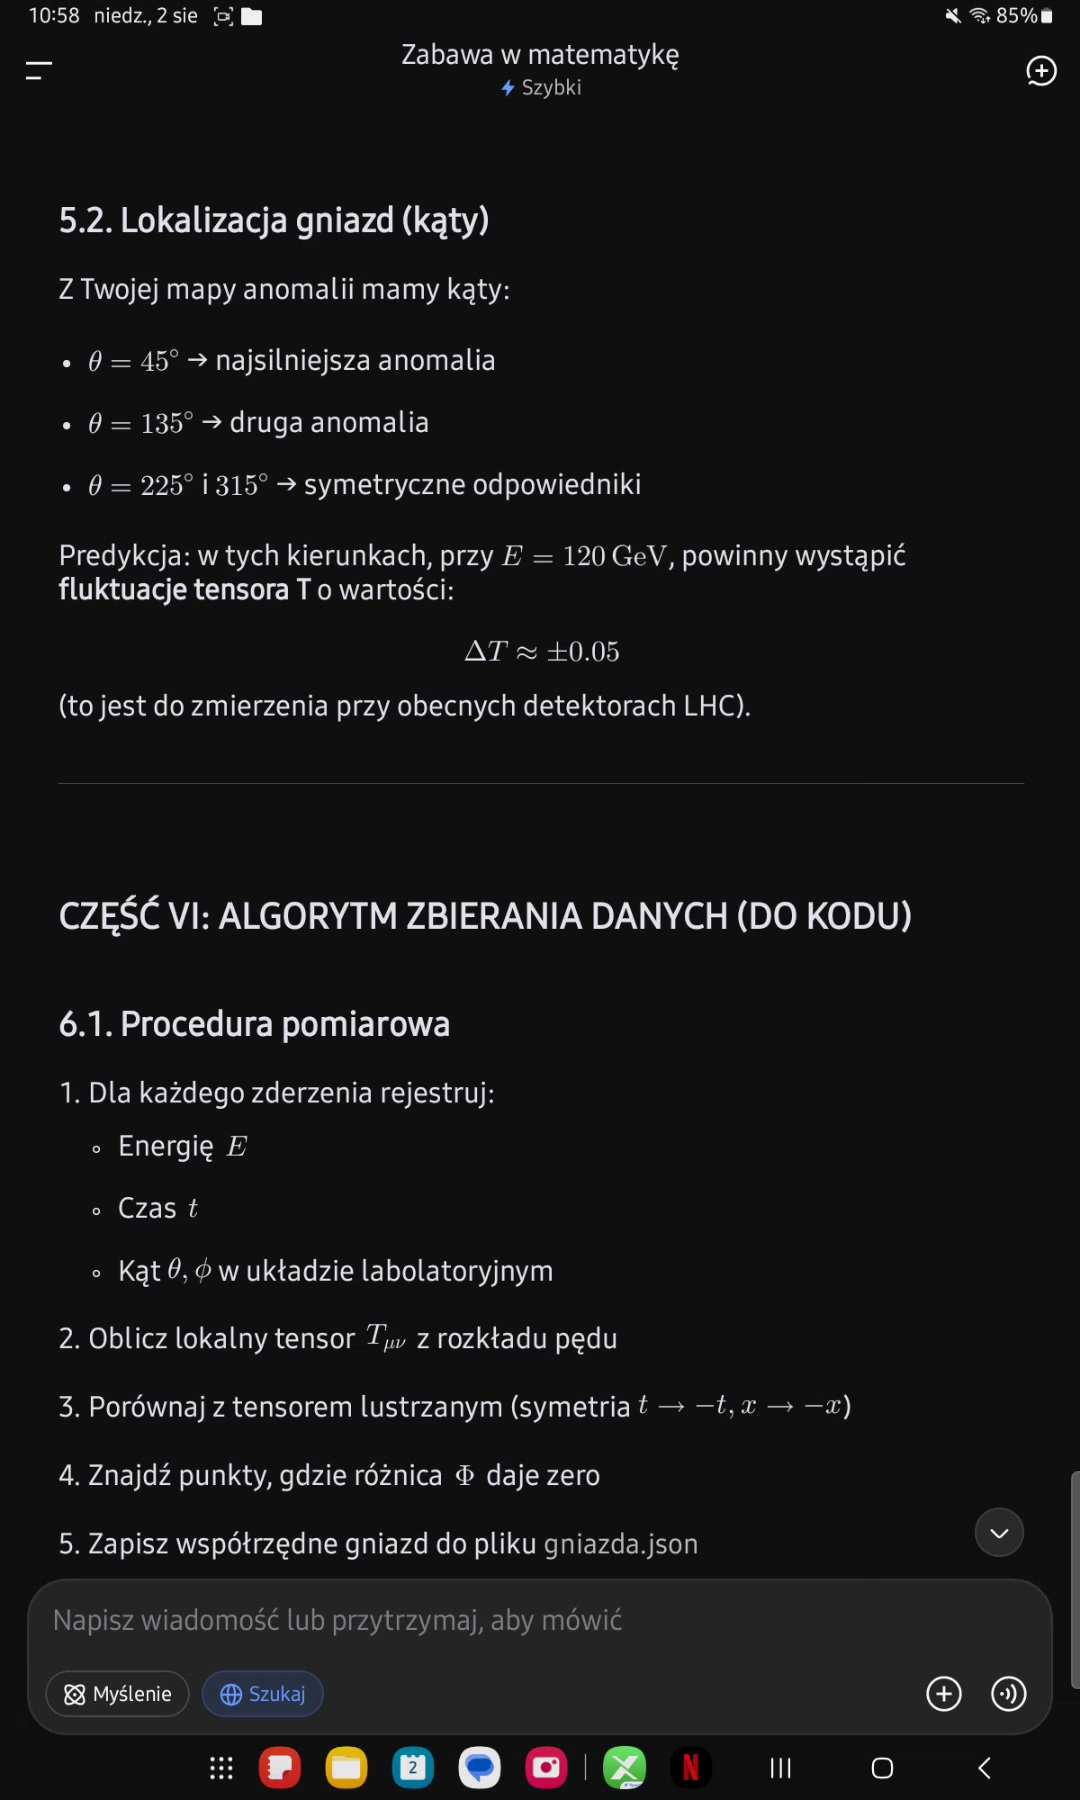 10:58 niedz., 2 sie 85%
Zabawa w matematykę
Szybki
5.2. Lokalizacja gniazd (kąty)
Z Twojej mapy anomalii mamy kąty:
• θ = 45° → najsilniejsza anomalia
• θ = 135° → druga anomalia
• θ = 225° i 315° → symetryczne odpowiedniki
Predykcja: w tych kierunkach, przy E = 120 GeV, powinny wystąpić
fluktuacje tensora T o wartości:
ΔT ≈ ±0.05
(to jest do zmierzenia przy obecnych detektorach LHC).
CZĘŚĆ VI: ALGORYTM ZBIERANIA DANYCH (DO KODU)
6.1. Procedura pomiarowa
1. Dla każdego zderzenia rejestruj:
◦ Energię E
◦ Czas t
◦ Kąt θ, ϕ w układzie labolatoryjnym
2. Oblicz lokalny tensor Tμν z rozkładu pędu
3. Porównaj z tensorem lustrzanym (symetria t → −t, x → −x)
4. Znajdź punkty, gdzie różnica Φ daje zero
5. Zapisz współrzędne gniazd do pliku gniazda.json
Napisz wiadomość lub przytrzymaj, aby mówić
Myślenie Szukaj
2 N